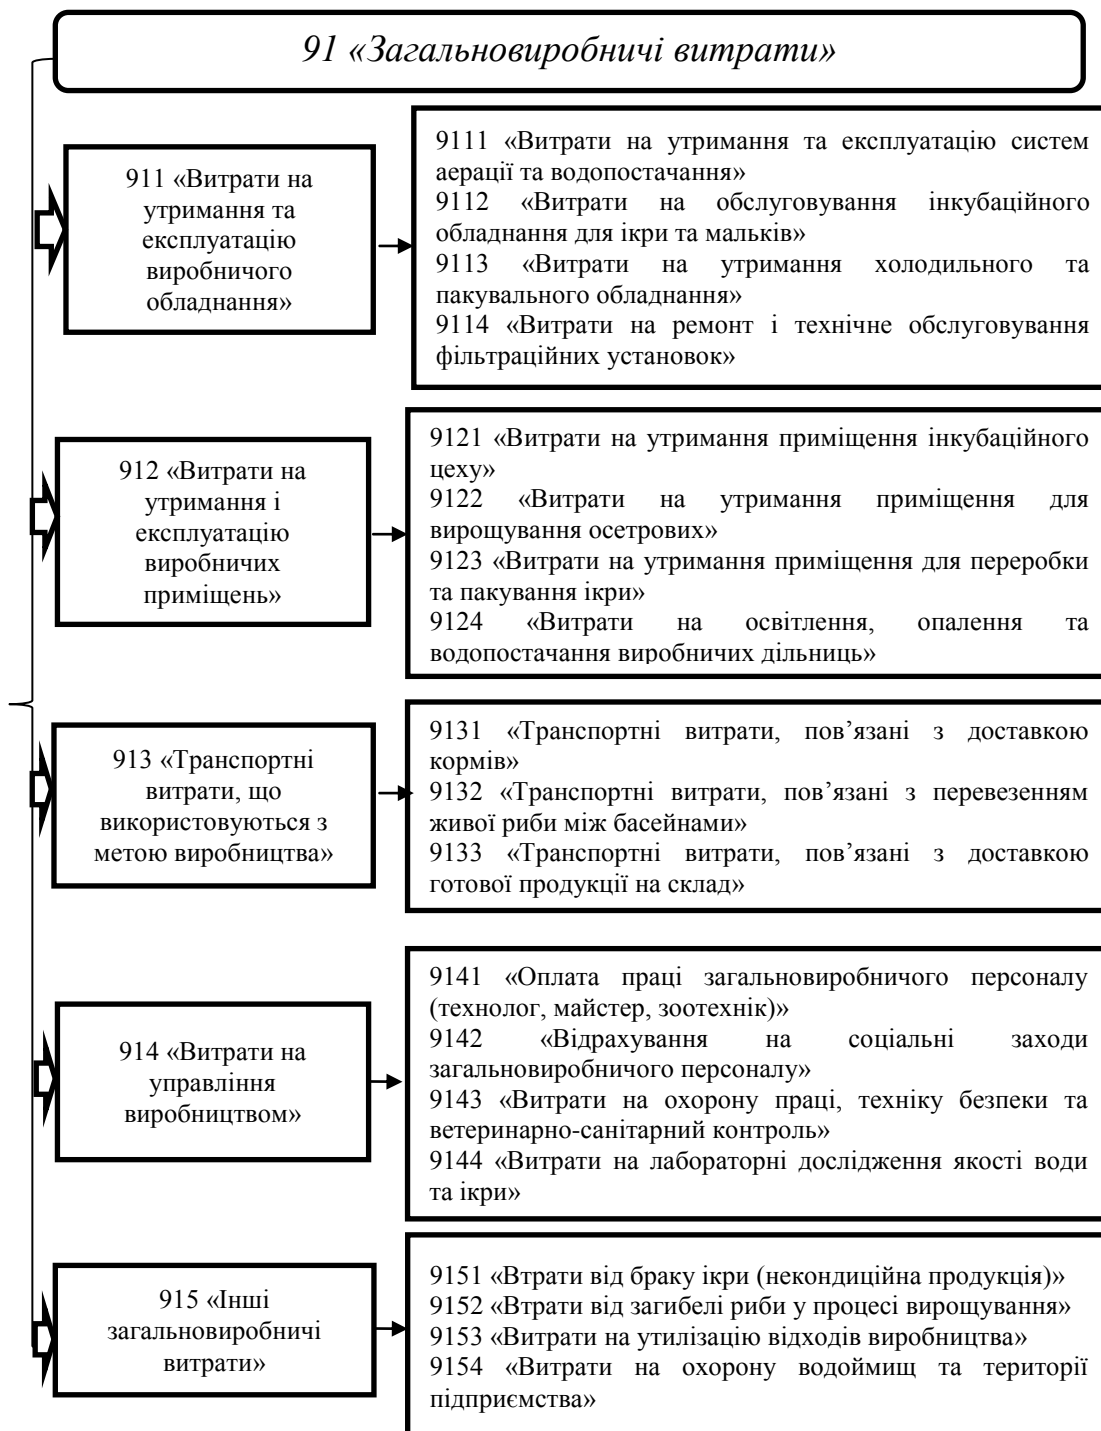 91 «Загальновиробничі витрати»
911 «Витрати на
утримання та
експлуатацію
виробничого
обладнання»
9111 «Витрати на утримання та експлуатацію систем
аерації та водопостачання»
9112 «Витрати на обслуговування інкубаційного
обладнання для ікри та мальків»
9113 «Витрати на утримання холодильного та
пакувального обладнання»
9114 «Витрати на ремонт і технічне обслуговування
фільтраційних установок»
912 «Витрати на
утримання і
експлуатацію
виробничих
приміщень»
9121 «Витрати на утримання приміщення інкубаційного
цеху»
9122 «Витрати на утримання приміщення для
вирощування осетрових»
9123 «Витрати на утримання приміщення для переробки
та пакування ікри»
9124 «Витрати на освітлення, опалення та
водопостачання виробничих дільниць»
913 «Транспортні
витрати, що
використовуються з
метою виробництва»
9131 «Транспортні витрати, пов’язані з доставкою
кормів»
9132 «Транспортні витрати, пов’язані з перевезенням
живої риби між басейнами»
9133 «Транспортні витрати, пов’язані з доставкою
готової продукції на склад»
914 «Витрати на
управління
виробництвом»
9141 «Оплата праці загальновиробничого персоналу
(технолог, майстер, зоотехнік)»
9142 «Відрахування на соціальні заходи
загальновиробничого персоналу»
9143 «Витрати на охорону праці, техніку безпеки та
ветеринарно-санітарний контроль»
9144 «Витрати на лабораторні дослідження якості води
та ікри»
915 «Інші
загальновиробничі
витрати»
9151 «Втрати від браку ікри (некондиційна продукція)»
9152 «Втрати від загибелі риби у процесі вирощування»
9153 «Витрати на утилізацію відходів виробництва»
9154 «Витрати на охорону водоймищ та території
підприємства»